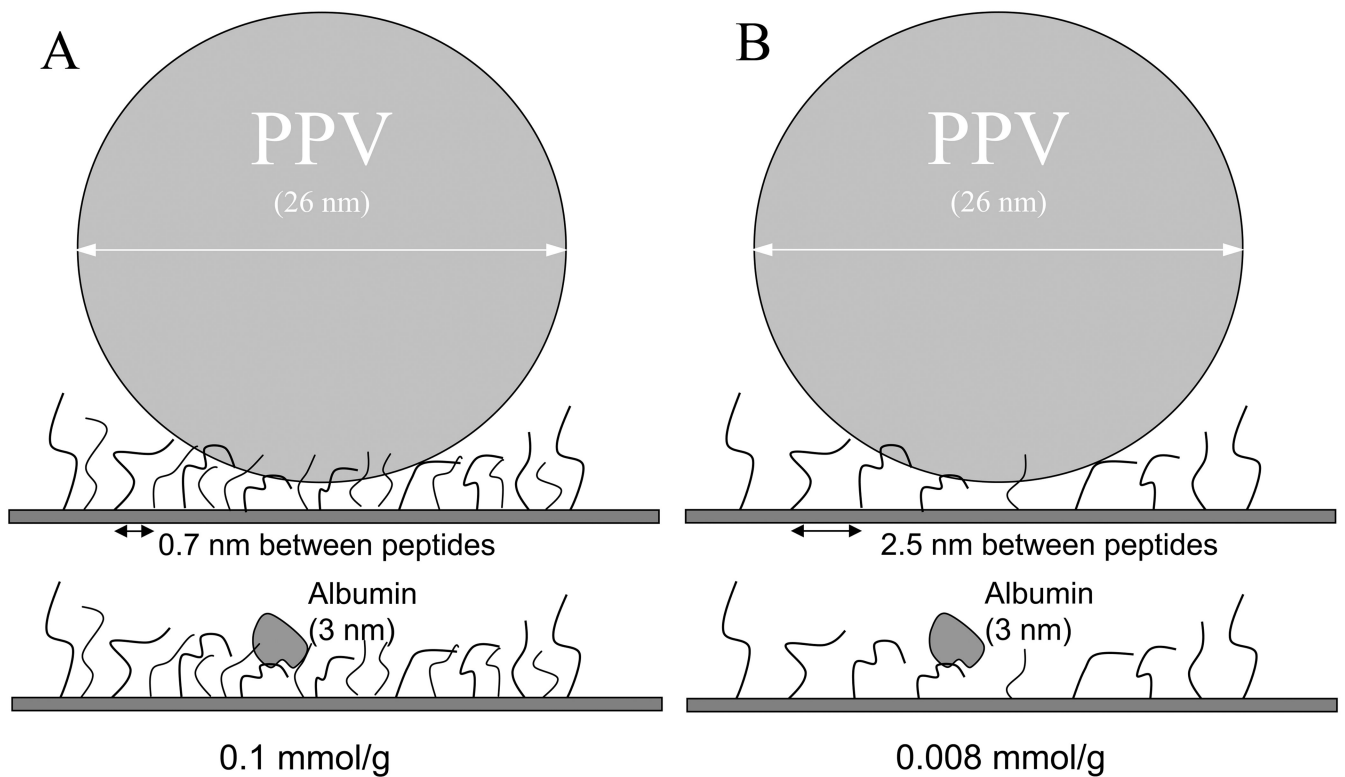 A
PPV
(26 nm)
0.7 nm between peptides
Albumin
(3 nm)
0.1 mmol/g
B
PPV
(26 nm)
2.5 nm between peptides
Albumin
(3 nm)
0.008 mmol/g